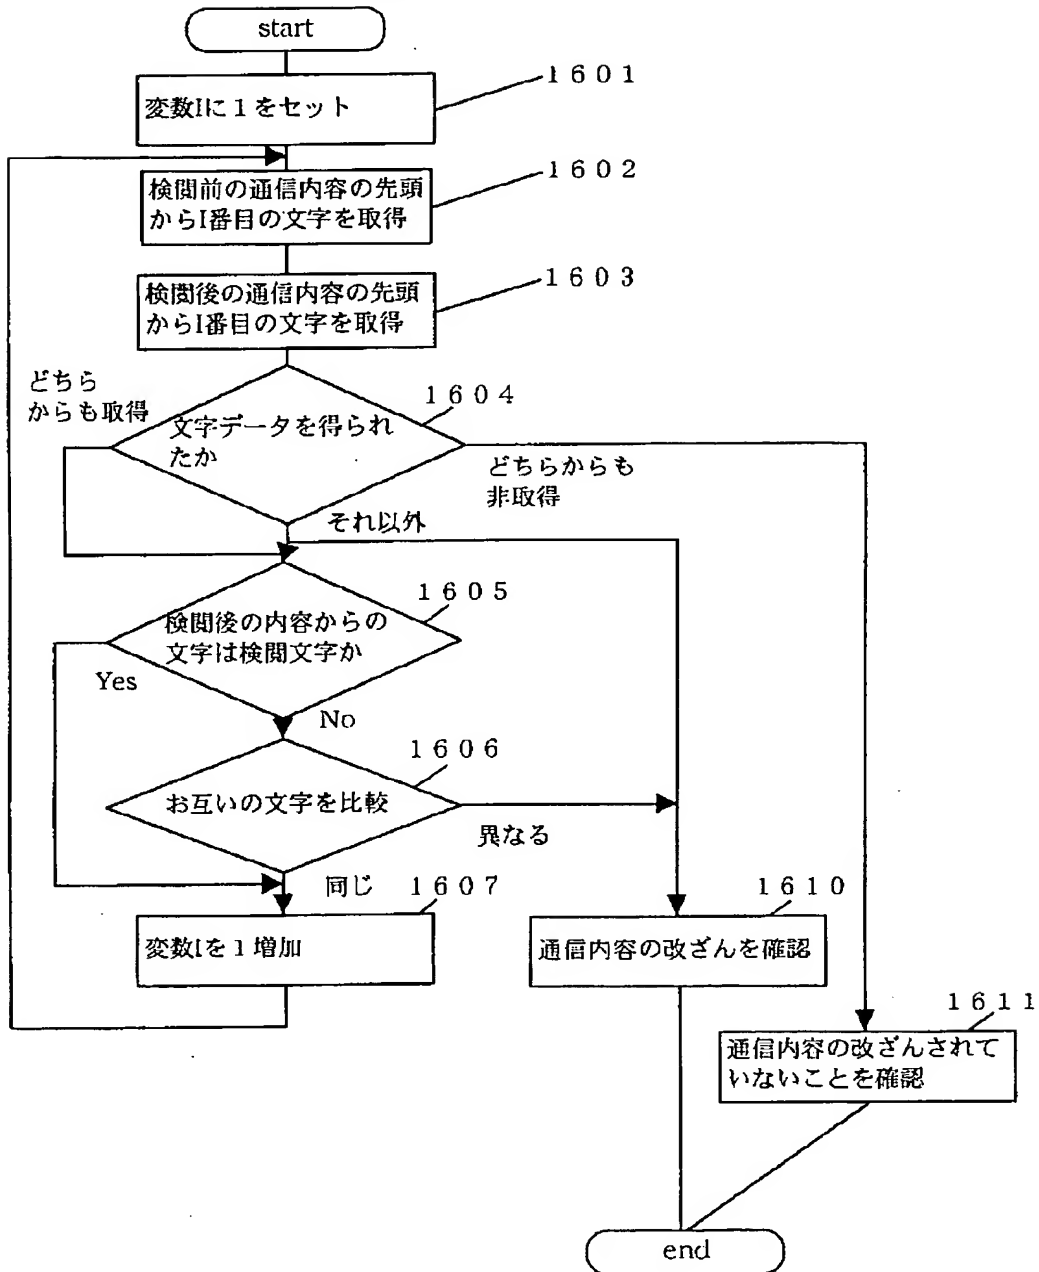 start
変数Iに1をセット
1601
検閲前の通信内容の先頭
からI番目の文字を取得
1602
検閲後の通信内容の先頭
からI番目の文字を取得
1603
どちら
からも取得
文字データを得られ
たか
1604
どちらからも
非取得
それ以外
検閲後の内容からの
文字は検閲文字か
1605
Yes
No
お互いの文字を比較
1606
異なる
同じ
変数Iを1増加
1607
通信内容の改ざんを確認
1610
通信内容の改ざんされて
いないことを確認
1611
end